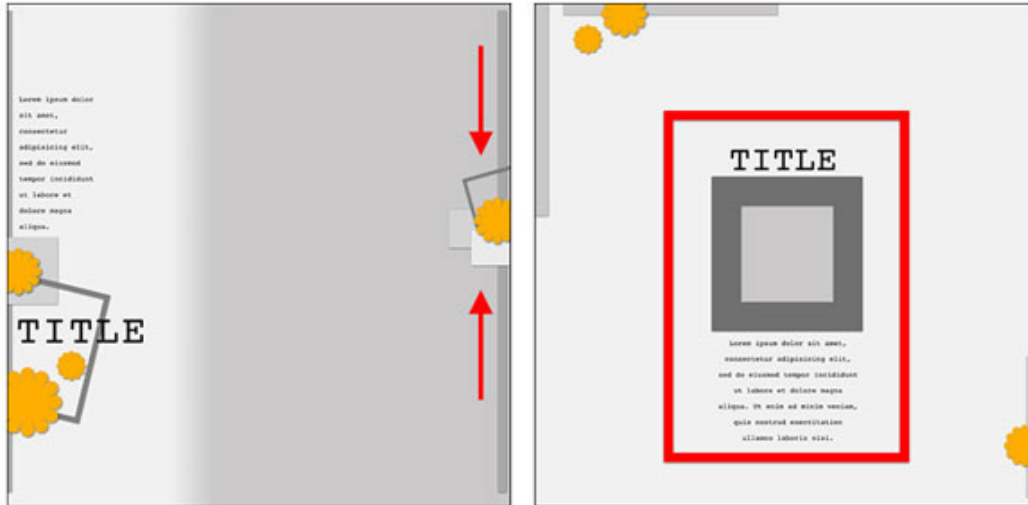 Lorem ipsum dolor
sit amet,
consectetur
adipisicing elit,
sed do eiusmod
tempor incididunt
ut labore et
dolore magna
aliqua.
TITLE
TITLE
Lorem ipsum dolor sit amet,
consectetur adipisicing elit,
sed do eiusmod tempor incididunt
ut labore et dolore magna
aliqua. Ut enim ad minim veniam,
quis nostrud exercitation
ullamco laboris nisi.